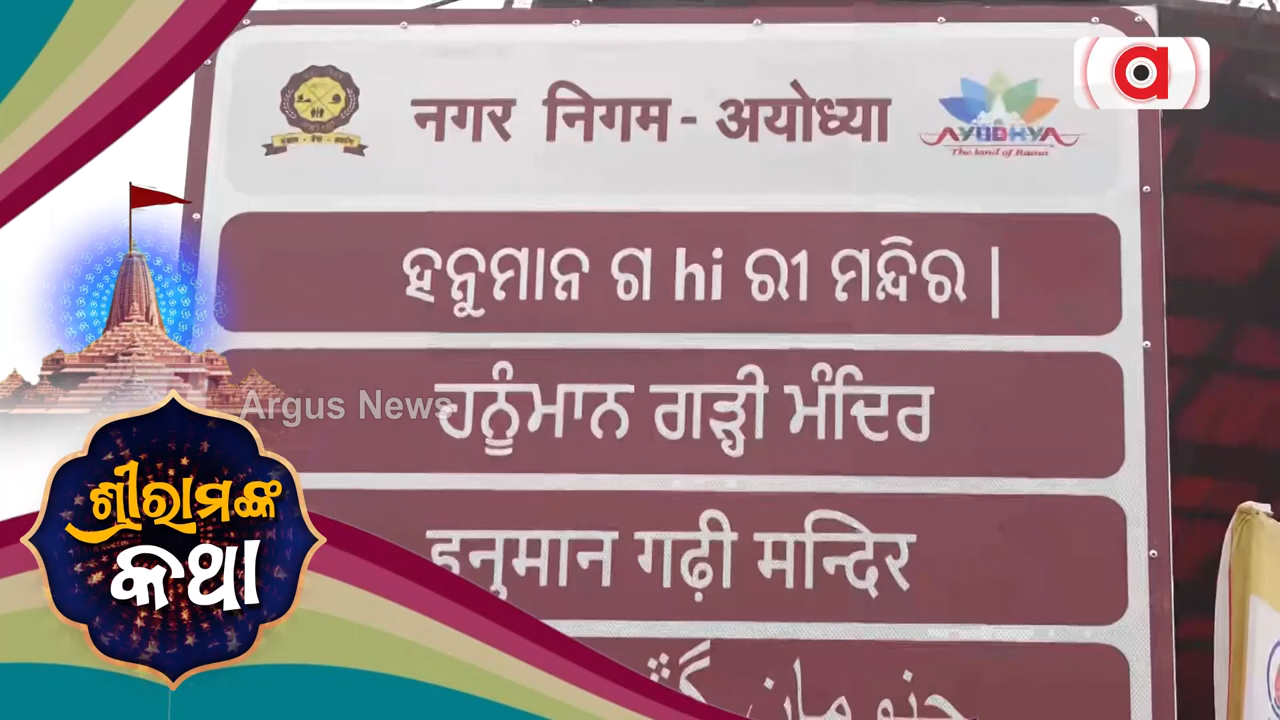 नगर निगम - अयोध्या
AYODHYA
The land of Rama
ହନୁମାନ ଗ hi ରୀ ମନ୍ଦିର |
ਹਨੂੰਮਾਨ ਗੜ੍ਹੀ ਮੰਦਿਰ
Argus News
हनुमान गढ़ी मन्दिर
ଶ୍ରୀରାମଙ୍କ
କଥା